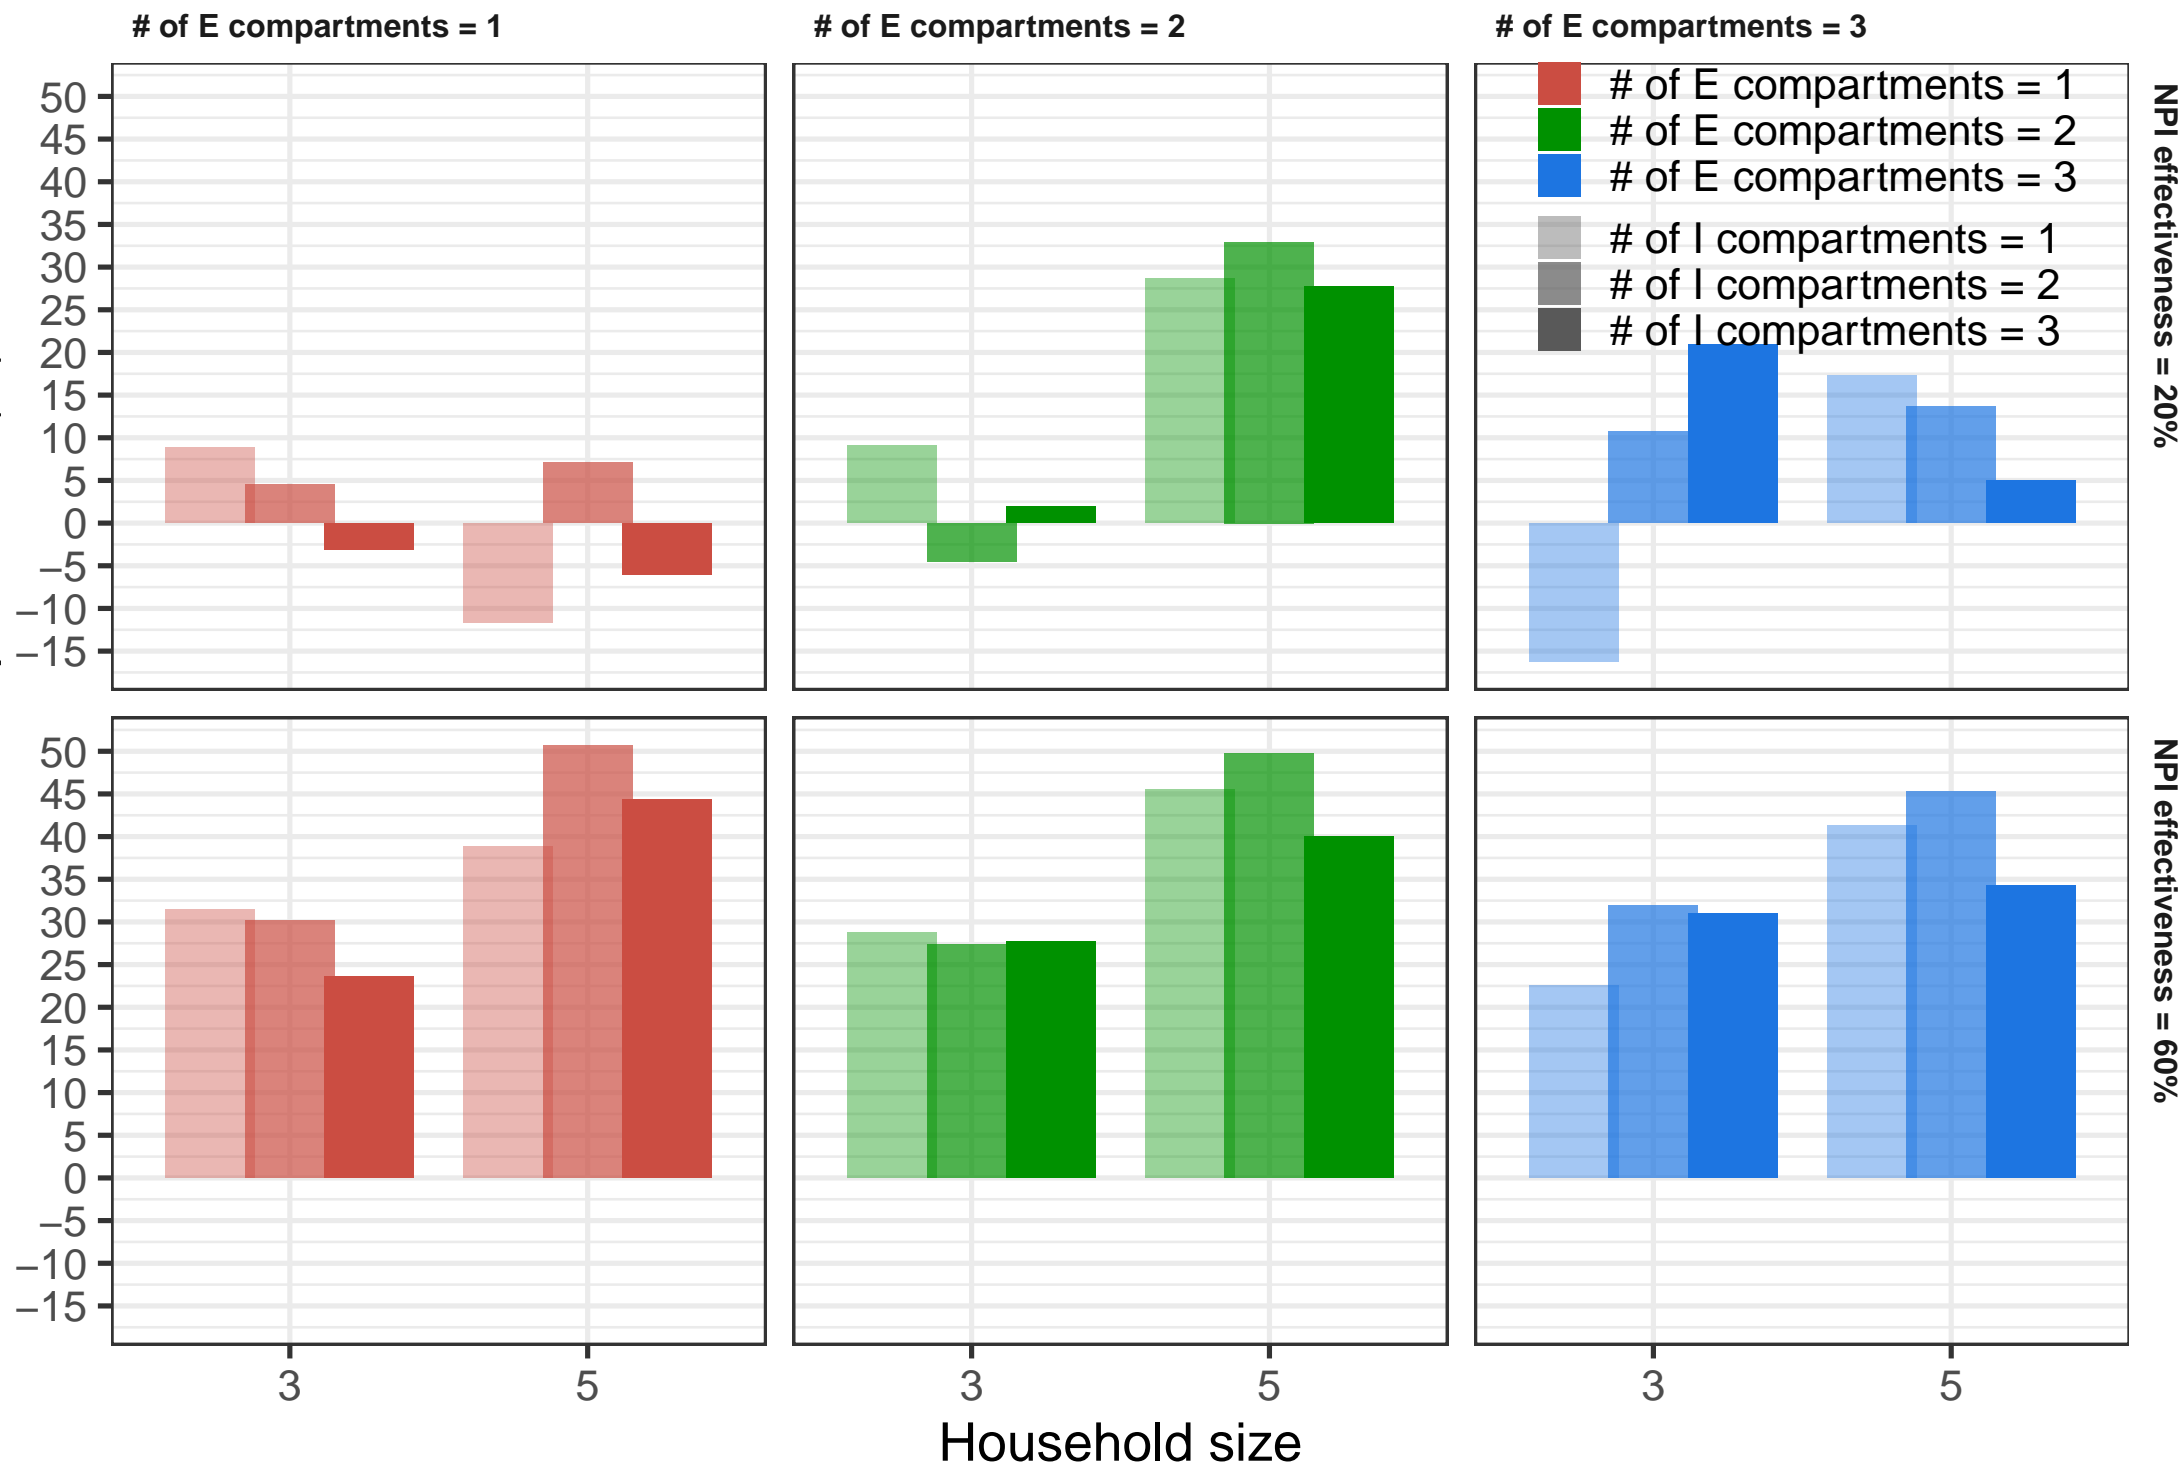 # of E compartments = 1
# of E compartments = 2
# of E compartments = 3
50
45
40
35
30
25
20
15
10
5
0
−5
−10
−15
# of E compartments = 1
# of E compartments = 2
# of E compartments = 3
# of I compartments = 1
# of I compartments = 2
# of I compartments = 3
NPI effectiveness = 20%
50
45
40
35
30
25
20
15
10
5
0
−5
−10
−15
NPI effectiveness = 60%
3
5
3
5
3
5
Household size